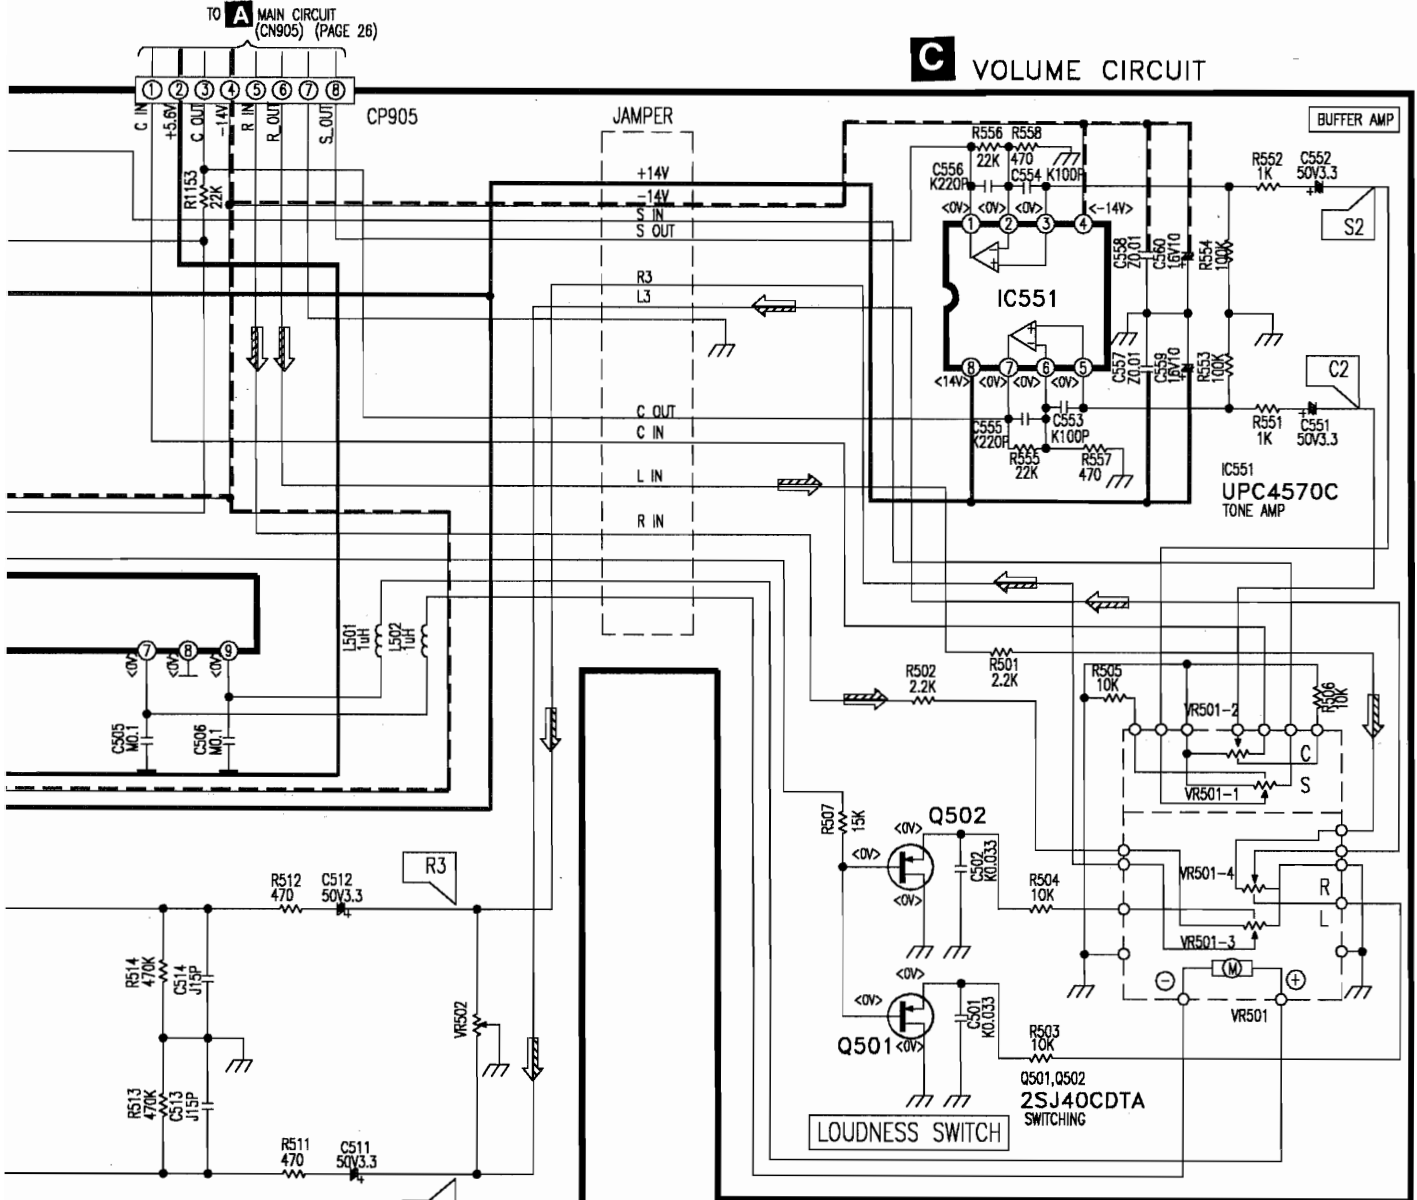 TO A MAIN CIRCUIT
(CN905) (PAGE 26)
C VOLUME CIRCUIT
1 2 3 4 5 6 7 8
C IN
+5.6V
C OUT
-14V
R IN
R_OUT
S_OUT
CP905
JAMPER
BUFFER AMP
R1153
22K
+14V
-14V
S IN
S OUT
R3
L3
C OUT
C IN
L IN
R IN
R556
22K
R558
470
C556
K220P
C554
K100P
<0V> <0V> <0V> <-14V>
1 2 3 4
IC551
8 7 6 5
<14V> <0V> <0V> <0V>
C558
Z0.01
C560
16V10
R554
100K
C557
Z0.01
C559
16V10
R553
100K
R552
1K
C552
50V3.3
S2
C2
R551
1K
C551
50V3.3
C555
K220P
C553
K100P
R555
22K
R557
470
IC551
UPC4570C
TONE AMP
7 8 9
<0V> <0V> <0V>
L501
1uH
L502
1uH
C505
M0.1
C506
M0.1
R502
2.2K
R501
2.2K
R505
10K
R506
10K
VR501-2
C
S
VR501-1
VR501-4
R
L
VR501-3
M
-
+
VR501
R507
15K
Q502
<0V>
<0V>
<0V>
C502
K0.033
R504
10K
<0V>
<0V>
Q501
<0V>
C501
K0.033
R503
10K
Q501,Q502
2SJ40CDTA
SWITCHING
LOUDNESS SWITCH
R3
R512
470
C512
50V3.3
R514
470K
C514
J15P
VR502
R513
470K
C513
J15P
R511
470
C511
50V3.3